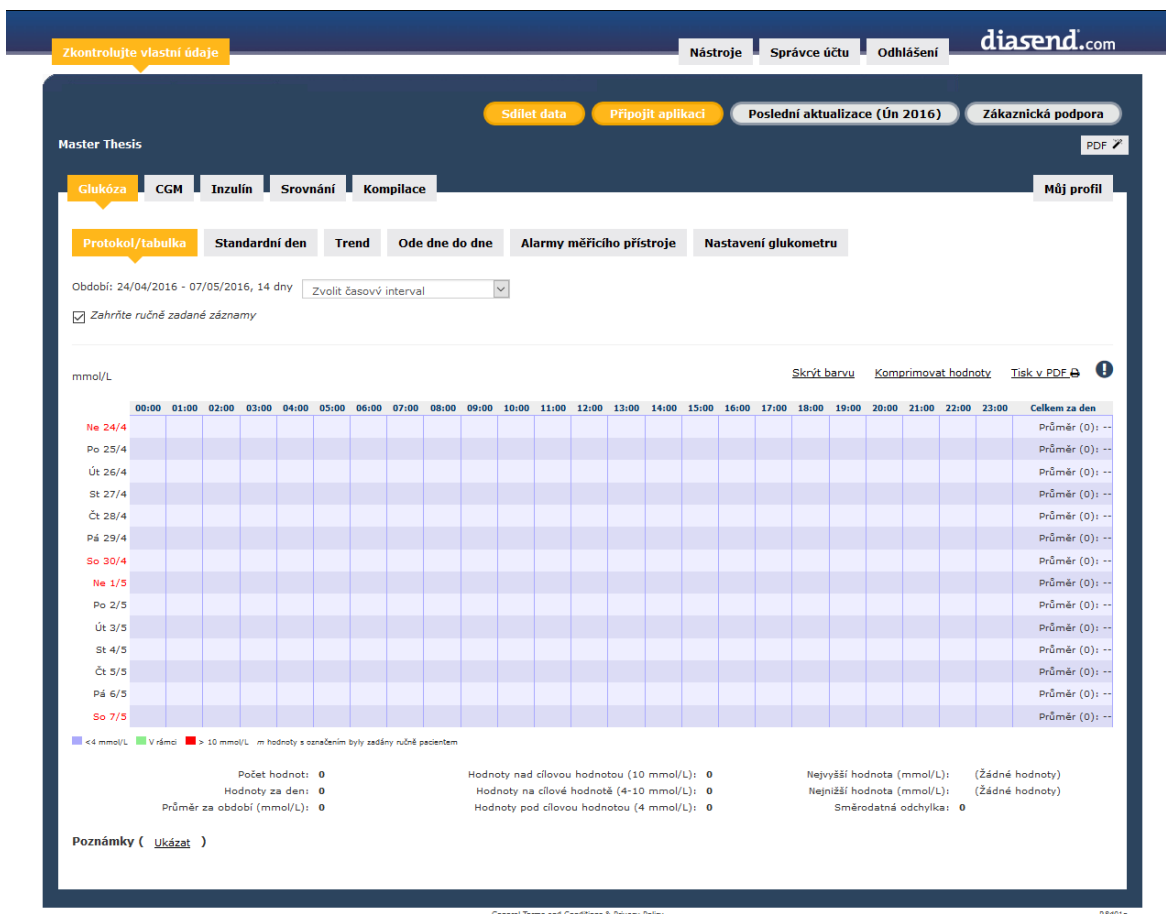 diasend.com
Zkontrolujte vlastní údaje
Nástroje Správce účtu Odhlášení
Sdílet data Připojit aplikaci Poslední aktualizace (Ún 2016) Zákaznická podpora
Master Thesis
PDF
Glukóza CGM Inzulín Srovnání Kompilace Můj profil
Protokol/tabulka Standardní den Trend Ode dne do dne Alarmy měřicího přístroje Nastavení glukometru
Období: 24/04/2016 - 07/05/2016, 14 dny Zvolit časový interval
Zahrňte ručně zadané záznamy
mmol/L Skrýt barvu Komprimovat hodnoty Tisk v PDF
00:00 01:00 02:00 03:00 04:00 05:00 06:00 07:00 08:00 09:00 10:00 11:00 12:00 13:00 14:00 15:00 16:00 17:00 18:00 19:00 20:00 21:00 22:00 23:00 Celkem za den
Ne 24/4 Průměr (0): --
Po 25/4 Průměr (0): --
Út 26/4 Průměr (0): --
St 27/4 Průměr (0): --
Čt 28/4 Průměr (0): --
Pá 29/4 Průměr (0): --
So 30/4 Průměr (0): --
Ne 1/5 Průměr (0): --
Po 2/5 Průměr (0): --
Út 3/5 Průměr (0): --
St 4/5 Průměr (0): --
Čt 5/5 Průměr (0): --
Pá 6/5 Průměr (0): --
So 7/5 Průměr (0): --
<4 mmol/L V rámci > 10 mmol/L m hodnoty s označením byly zadány ručně pacientem
Počet hodnot: 0 Hodnoty nad cílovou hodnotou (10 mmol/L): 0 Nejvyšší hodnota (mmol/L): (Žádné hodnoty)
Hodnoty za den: 0 Hodnoty na cílové hodnotě (4-10 mmol/L): 0 Nejnižší hodnota (mmol/L): (Žádné hodnoty)
Průměr za období (mmol/L): 0 Hodnoty pod cílovou hodnotou (4 mmol/L): 0 Směrodatná odchylka: 0
Poznámky ( Ukázat )
General Terms and Conditions & Privacy Policy